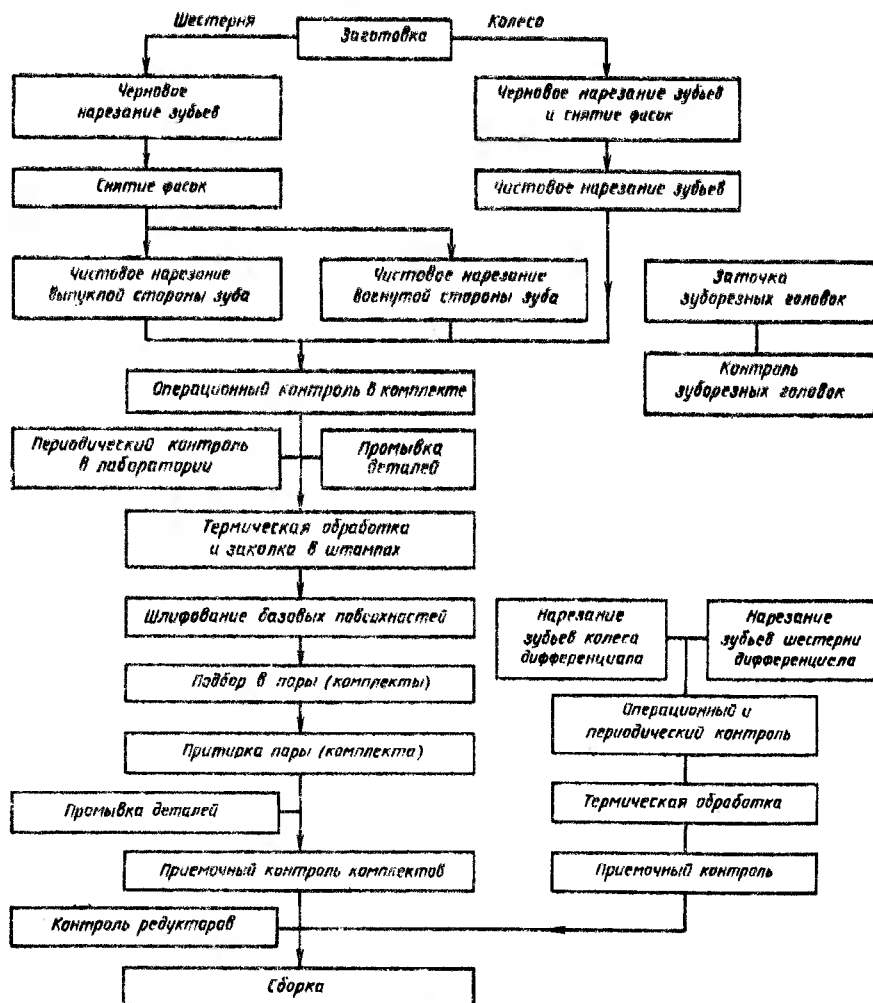 Шестерня
Колесо
Заготовка
Черновое
нарезание зубьев
Черновое нарезание зубьев
и снятие фасок
Снятие фасок
Чистовое нарезание зубьев
Чистовое нарезание
выпуклой стороны зуба
Чистовое нарезание
вогнутой стороны зуба
Заточка
зуборезных головок
Контроль
зуборезных головок
Операционный контроль в комплекте
Периодический контроль
в лаборатории
Промывка
деталей
Термическая обработка
и закалка в штампах
Шлифование базовых поверхностей
Нарезание
зубьев колеса
дифференциала
Нарезание
зубьев шестерни
дифференциала
Подбор в пары (комплекты)
Операционный и
периодический контроль
Притирка пары (комплекта)
Промывка деталей
Термическая обработка
Приемочный контроль комплектов
Приемочный контроль
Контроль редукторов
Сборка